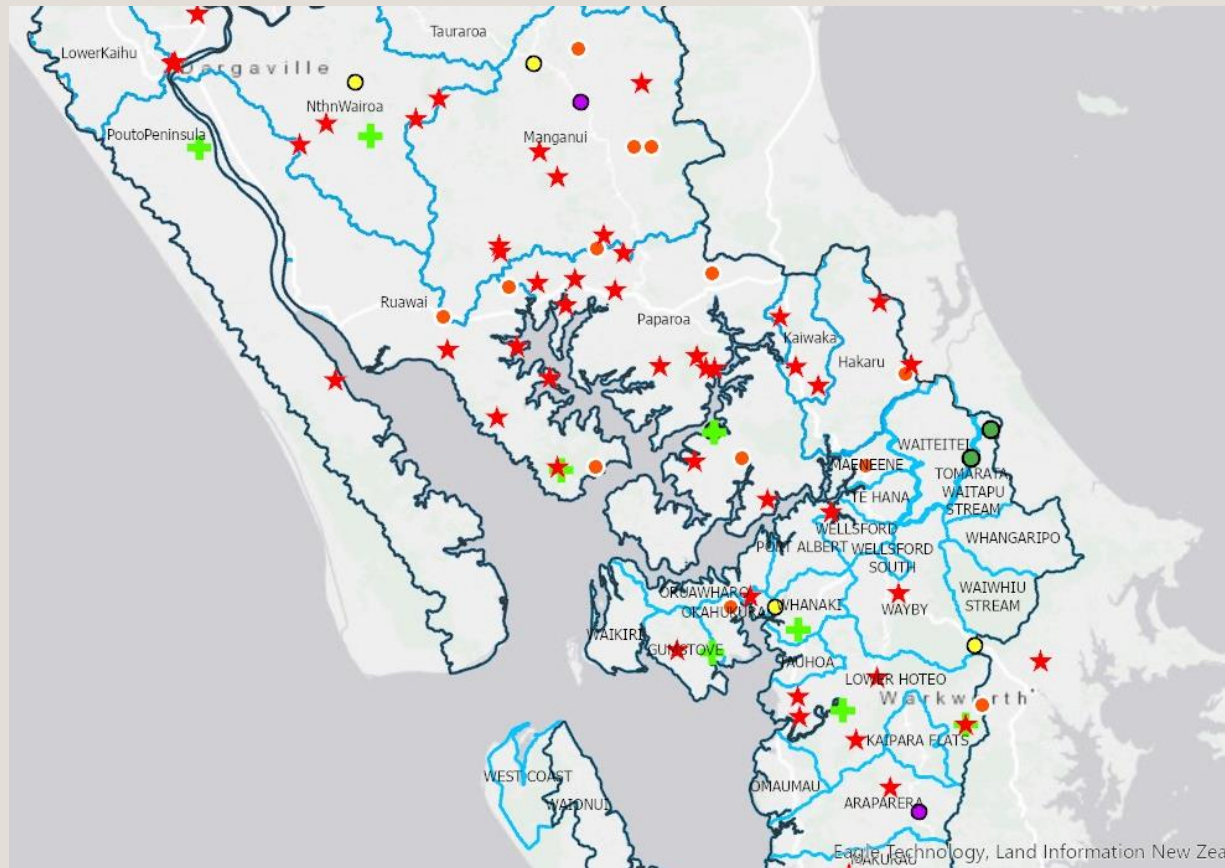 Tauraroa
LowerKaihu
Dargaville
NthnWairoa
PoutoPeninsula
Manganui
Ruawai
Paparoa
Kaiwaka
Hakaru
WAITEITEI
MAENEENE
TOMARATA
TE HANA
WAITAPU
STREAM
WELLSFORD
PORT ALBERT
WELLSFORD
SOUTH
WHANGARIPO
ORUAWHARO
OKAHUKURA
WHANAKI
WAYBY
WAIWHIU
STREAM
WAIKIRI
GUMSTOVE
TAUHOA
LOWER HOTEO
Warkworth
KAIPARA FLATS
WEST COAST
WAIONUI
OMAUMAU
ARAPARERA
MAKURAU
Eagle Technology, Land Information New Zea